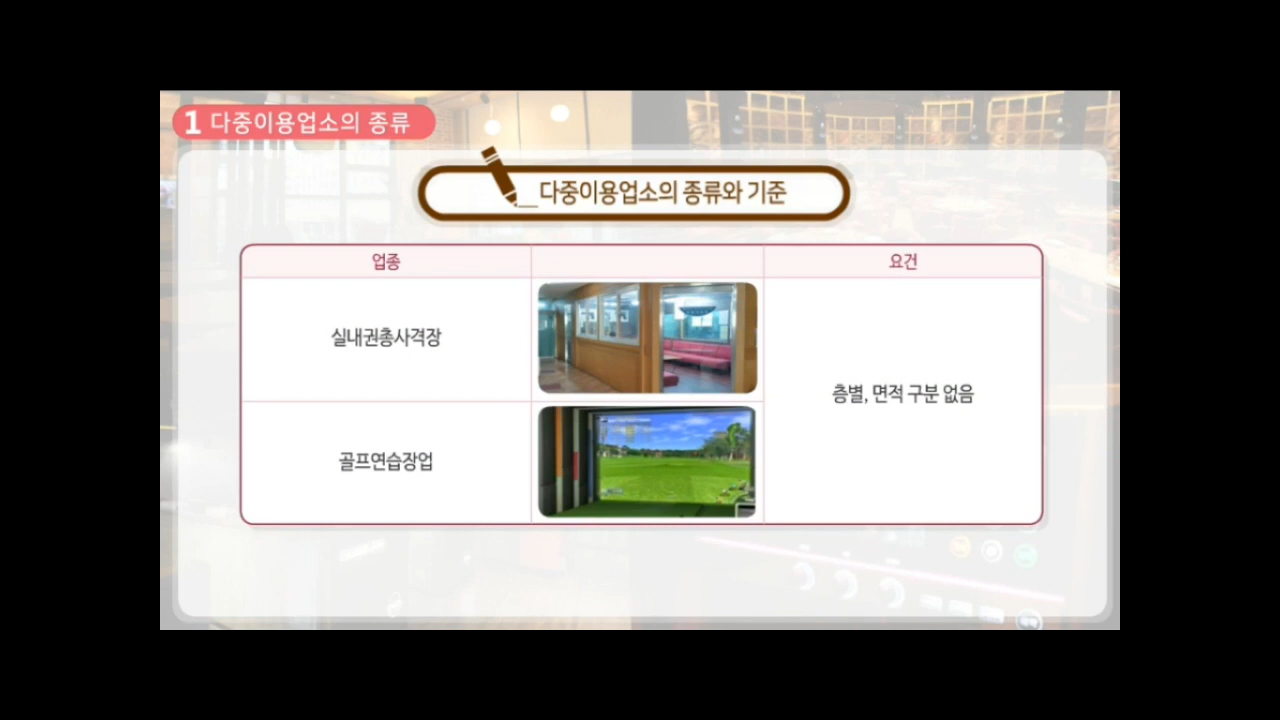 1 다중이용업소의 종류
다중이용업소의 종류와 기준
업종
요건
실내권총사격장
층별, 면적 구분 없음
골프연습장업